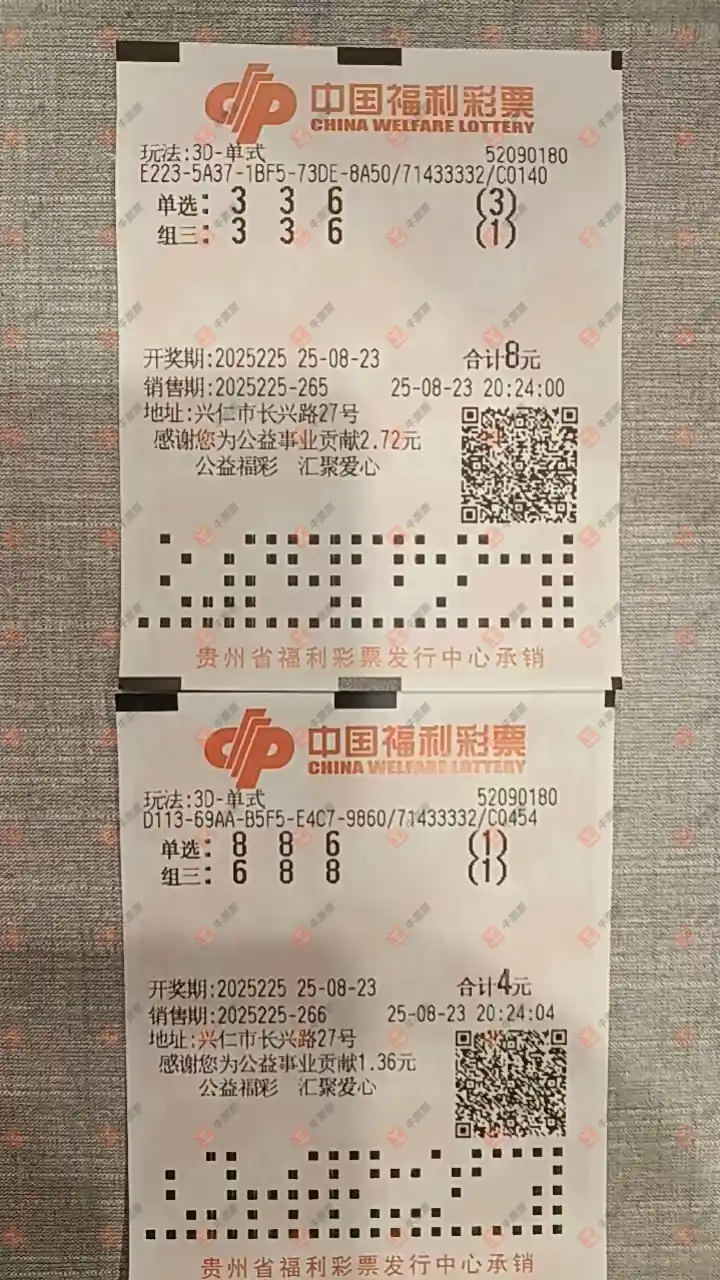 中国福利彩票
CHINA WELFARE LOTTERY
玩法:3D-单式 52090180
E223-5A37-1BF5-73DE-8A50/71433332/C0140
单选: 3 3 6 (3)
组三: 3 3 6 (1)
开奖期:2025225 25-08-23 合计8元
销售期:2025225-265 25-08-23 20:24:00
地址:兴仁市长兴路27号
感谢您为公益事业贡献2.72元
公益福彩 汇聚爱心
贵州省福利彩票发行中心承销
中国福利彩票
CHINA WELFARE LOTTERY
玩法:3D-单式 52090180
D113-69AA-B5F5-E4C7-9860/71433332/C0454
单选: 8 8 6 (1)
组三: 6 8 8 (1)
开奖期:2025225 25-08-23 合计4元
销售期:2025225-266 25-08-23 20:24:04
地址:兴仁市长兴路27号
感谢您为公益事业贡献1.36元
公益福彩 汇聚爱心
贵州省福利彩票发行中心承销